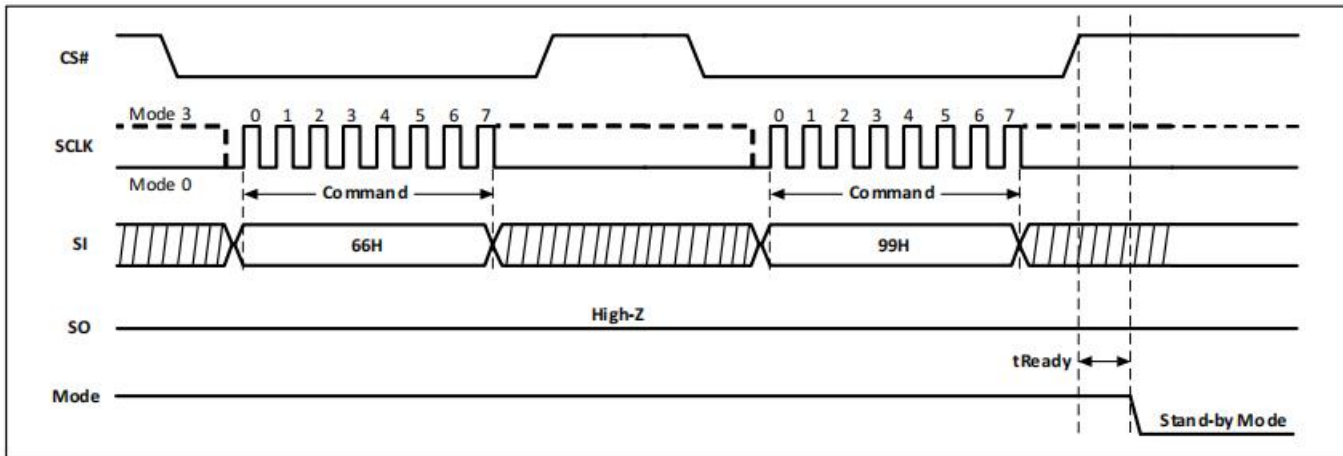 CS#
Mode 3
0 1 2 3 4 5 6 7
0 1 2 3 4 5 6 7
SCLK
Mode 0
Command
Command
SI
66H
99H
High-Z
SO
tReady
Mode
Stand-by Mode